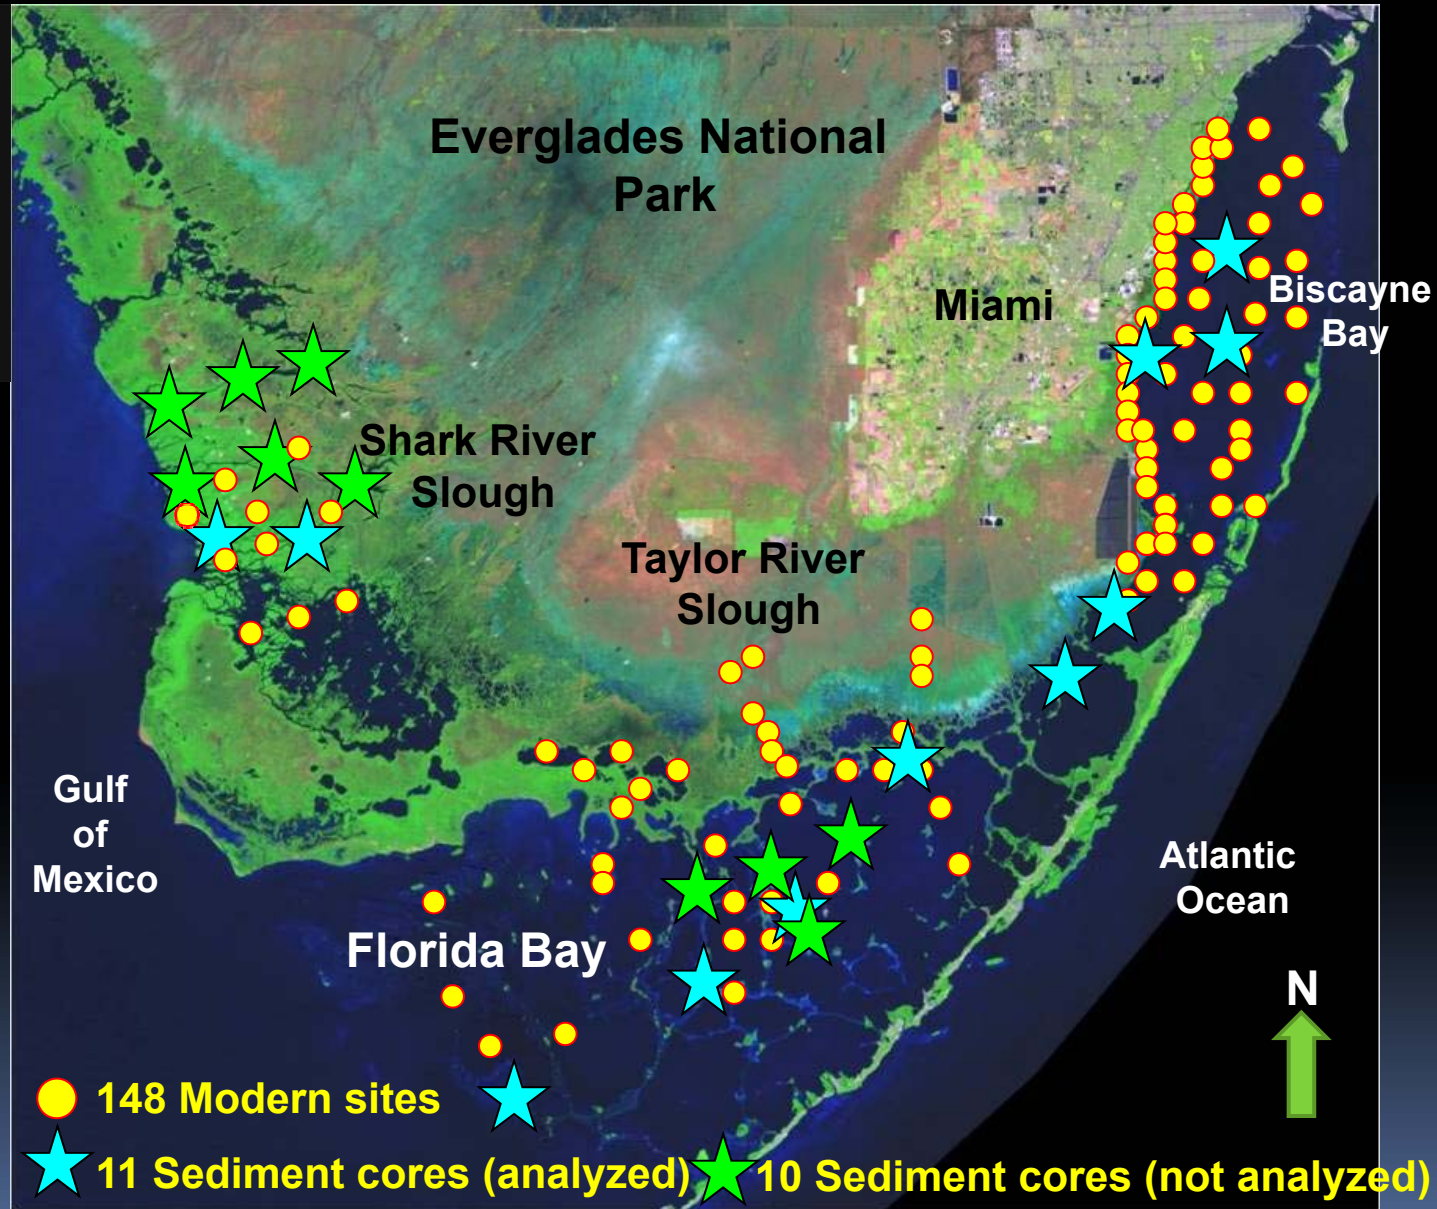 Everglades National
Park
Miami
Biscayne
Bay
Shark River
Slough
Taylor River
Slough
Gulf
of
Mexico
Atlantic
Ocean
Florida Bay
N
148 Modern sites
11 Sediment cores (analyzed)
10 Sediment cores (not analyzed)